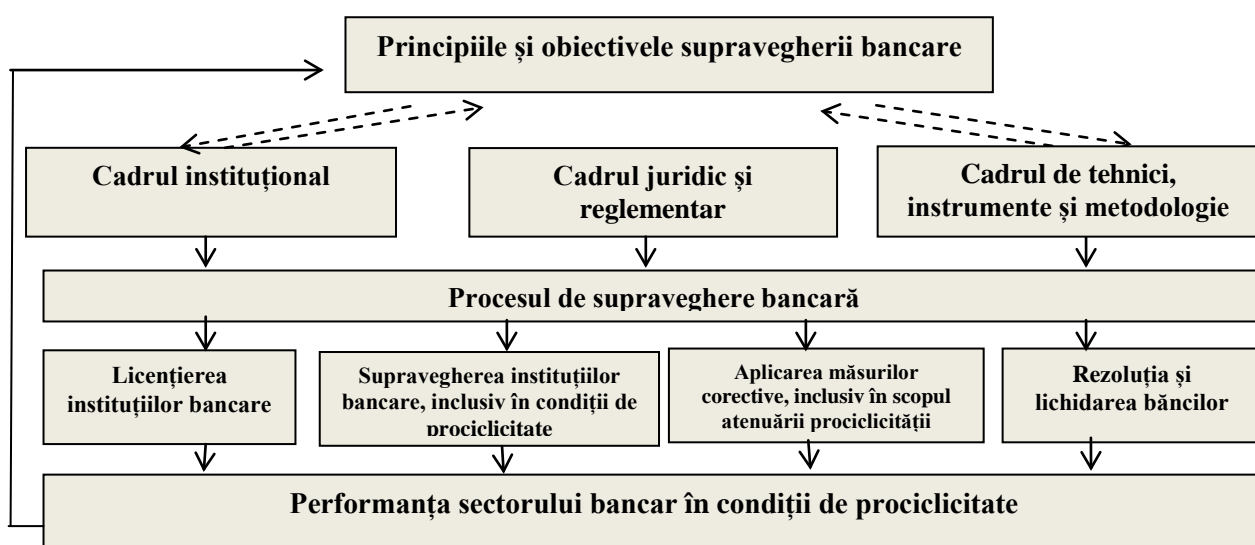 Principiile și obiectivele supravegherii bancare
Cadrul instituțional
Cadrul juridic și
reglementar
Cadrul de tehnici,
instrumente și metodologie
Procesul de supraveghere bancară
Licențierea
instituțiilor bancare
Supravegherea instituțiilor
bancare, inclusiv în condiții de
prociclicitate
Aplicarea măsurilor
corective, inclusiv în scopul
atenuării prociclicității
Rezoluția și
lichidarea băncilor
Performanța sectorului bancar în condiții de prociclicitate